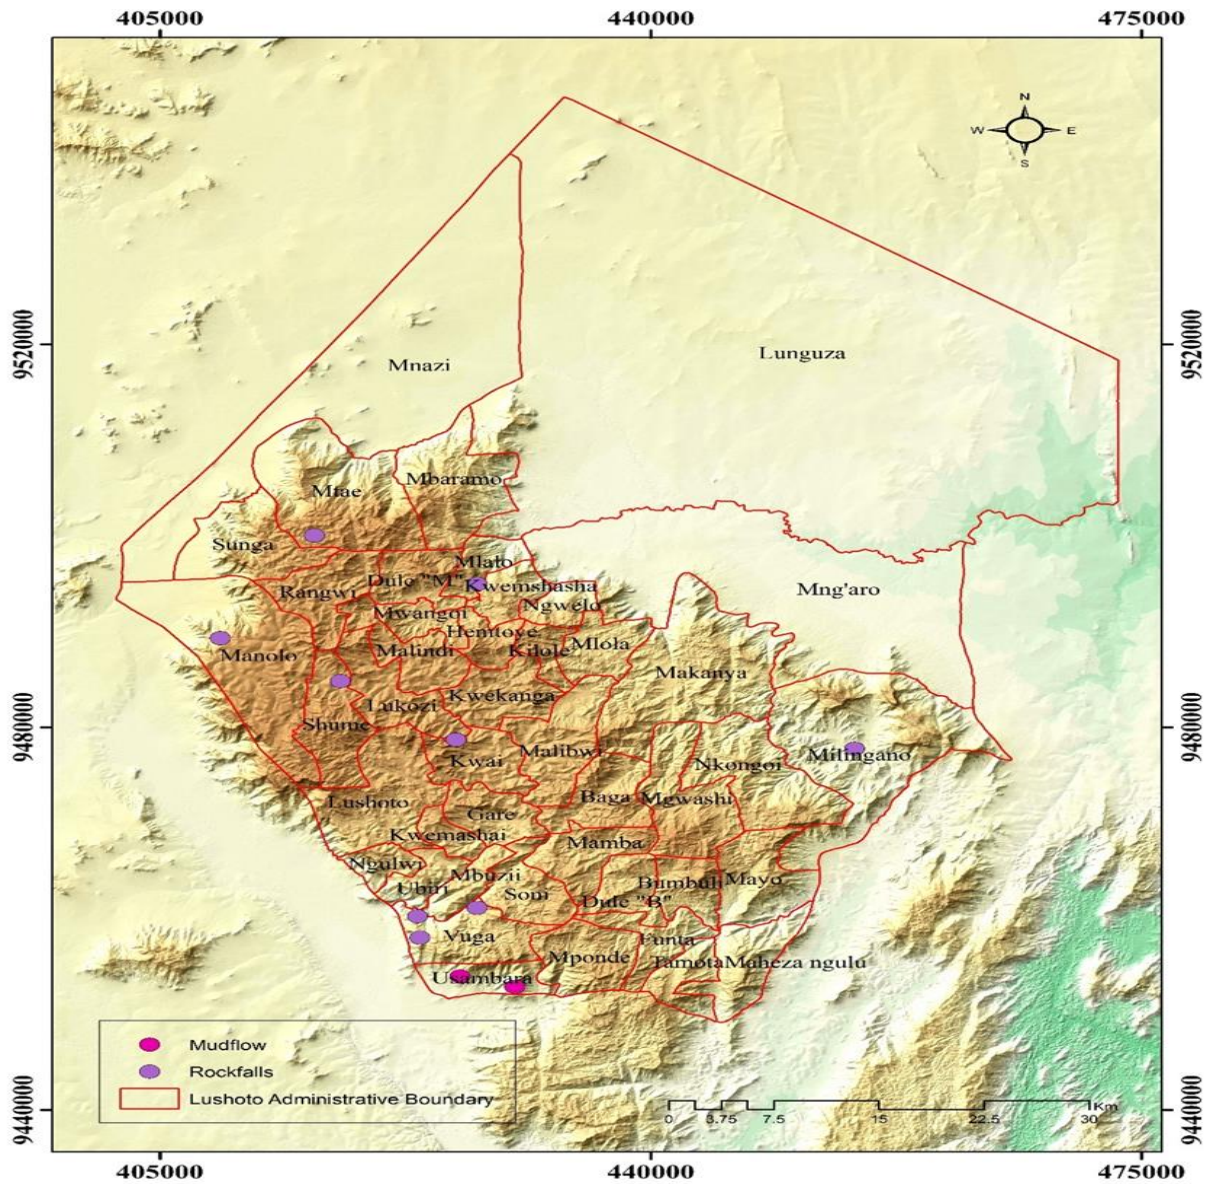 405000 440000 475000
N
W E
S
9520000 9520000
Mnazi
Lunguza
Mbaramo
Mtae
Sunga
Mlalo
Dule "M"
Kwemshasha
Rangwi
Mng'aro
Ngwelo
Mwangoi
Hemtoye
Mlola
Malindi
Kilole
Manolo
Makanya
Kwekanga
Lukozi
Shume
9480000 9480000
Malibwi
Milingano
Kwai
Nkongoi
Baga
Mgwashi
Lushoto
Gare
Kwemashai
Mamba
Ngulwi
Mbuzii
Bumbuli
Mayo
Ubiri
Soni
Dule "B"
Vuga
Funta
Mponde
Tamota
Maheza ngulu
Usambara
Mudflow
Rockfalls
Lushoto Administrative Boundary
9440000 9440000
Km
0 3.75 7.5 15 22.5 30
405000 440000 475000